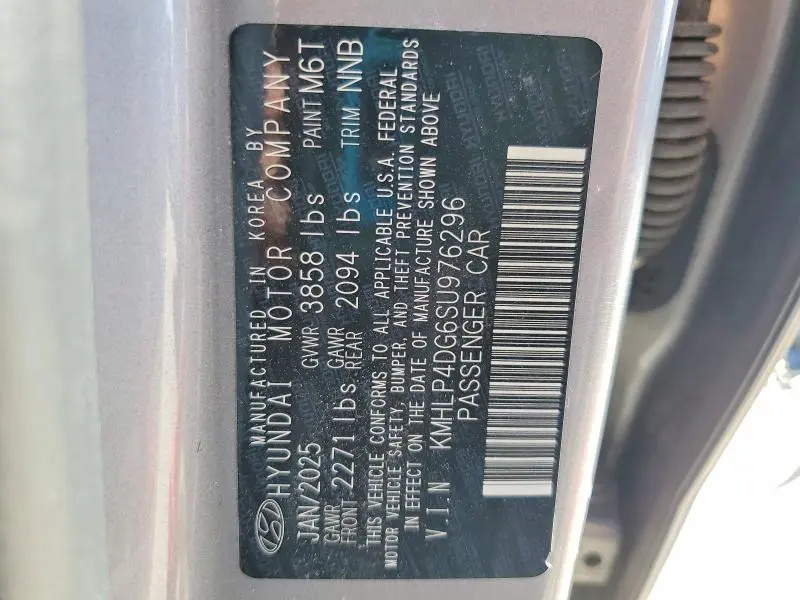 MANUFACTURED IN KOREA BY
HYUNDAI MOTOR COMPANY
JAN/2025 GVWR 3858 lbs PAINT M6T
GAWR FRONT 2271 lbs GAWR REAR 2094 lbs TRIM NNB
THIS VEHICLE CONFORMS TO ALL APPLICABLE U.S.A. FEDERAL
MOTOR VEHICLE SAFETY, BUMPER, AND THEFT PREVENTION STANDARDS
IN EFFECT ON THE DATE OF MANUFACTURE SHOWN ABOVE
V.I.N KMHLP4DG6SU976296
PASSENGER CAR